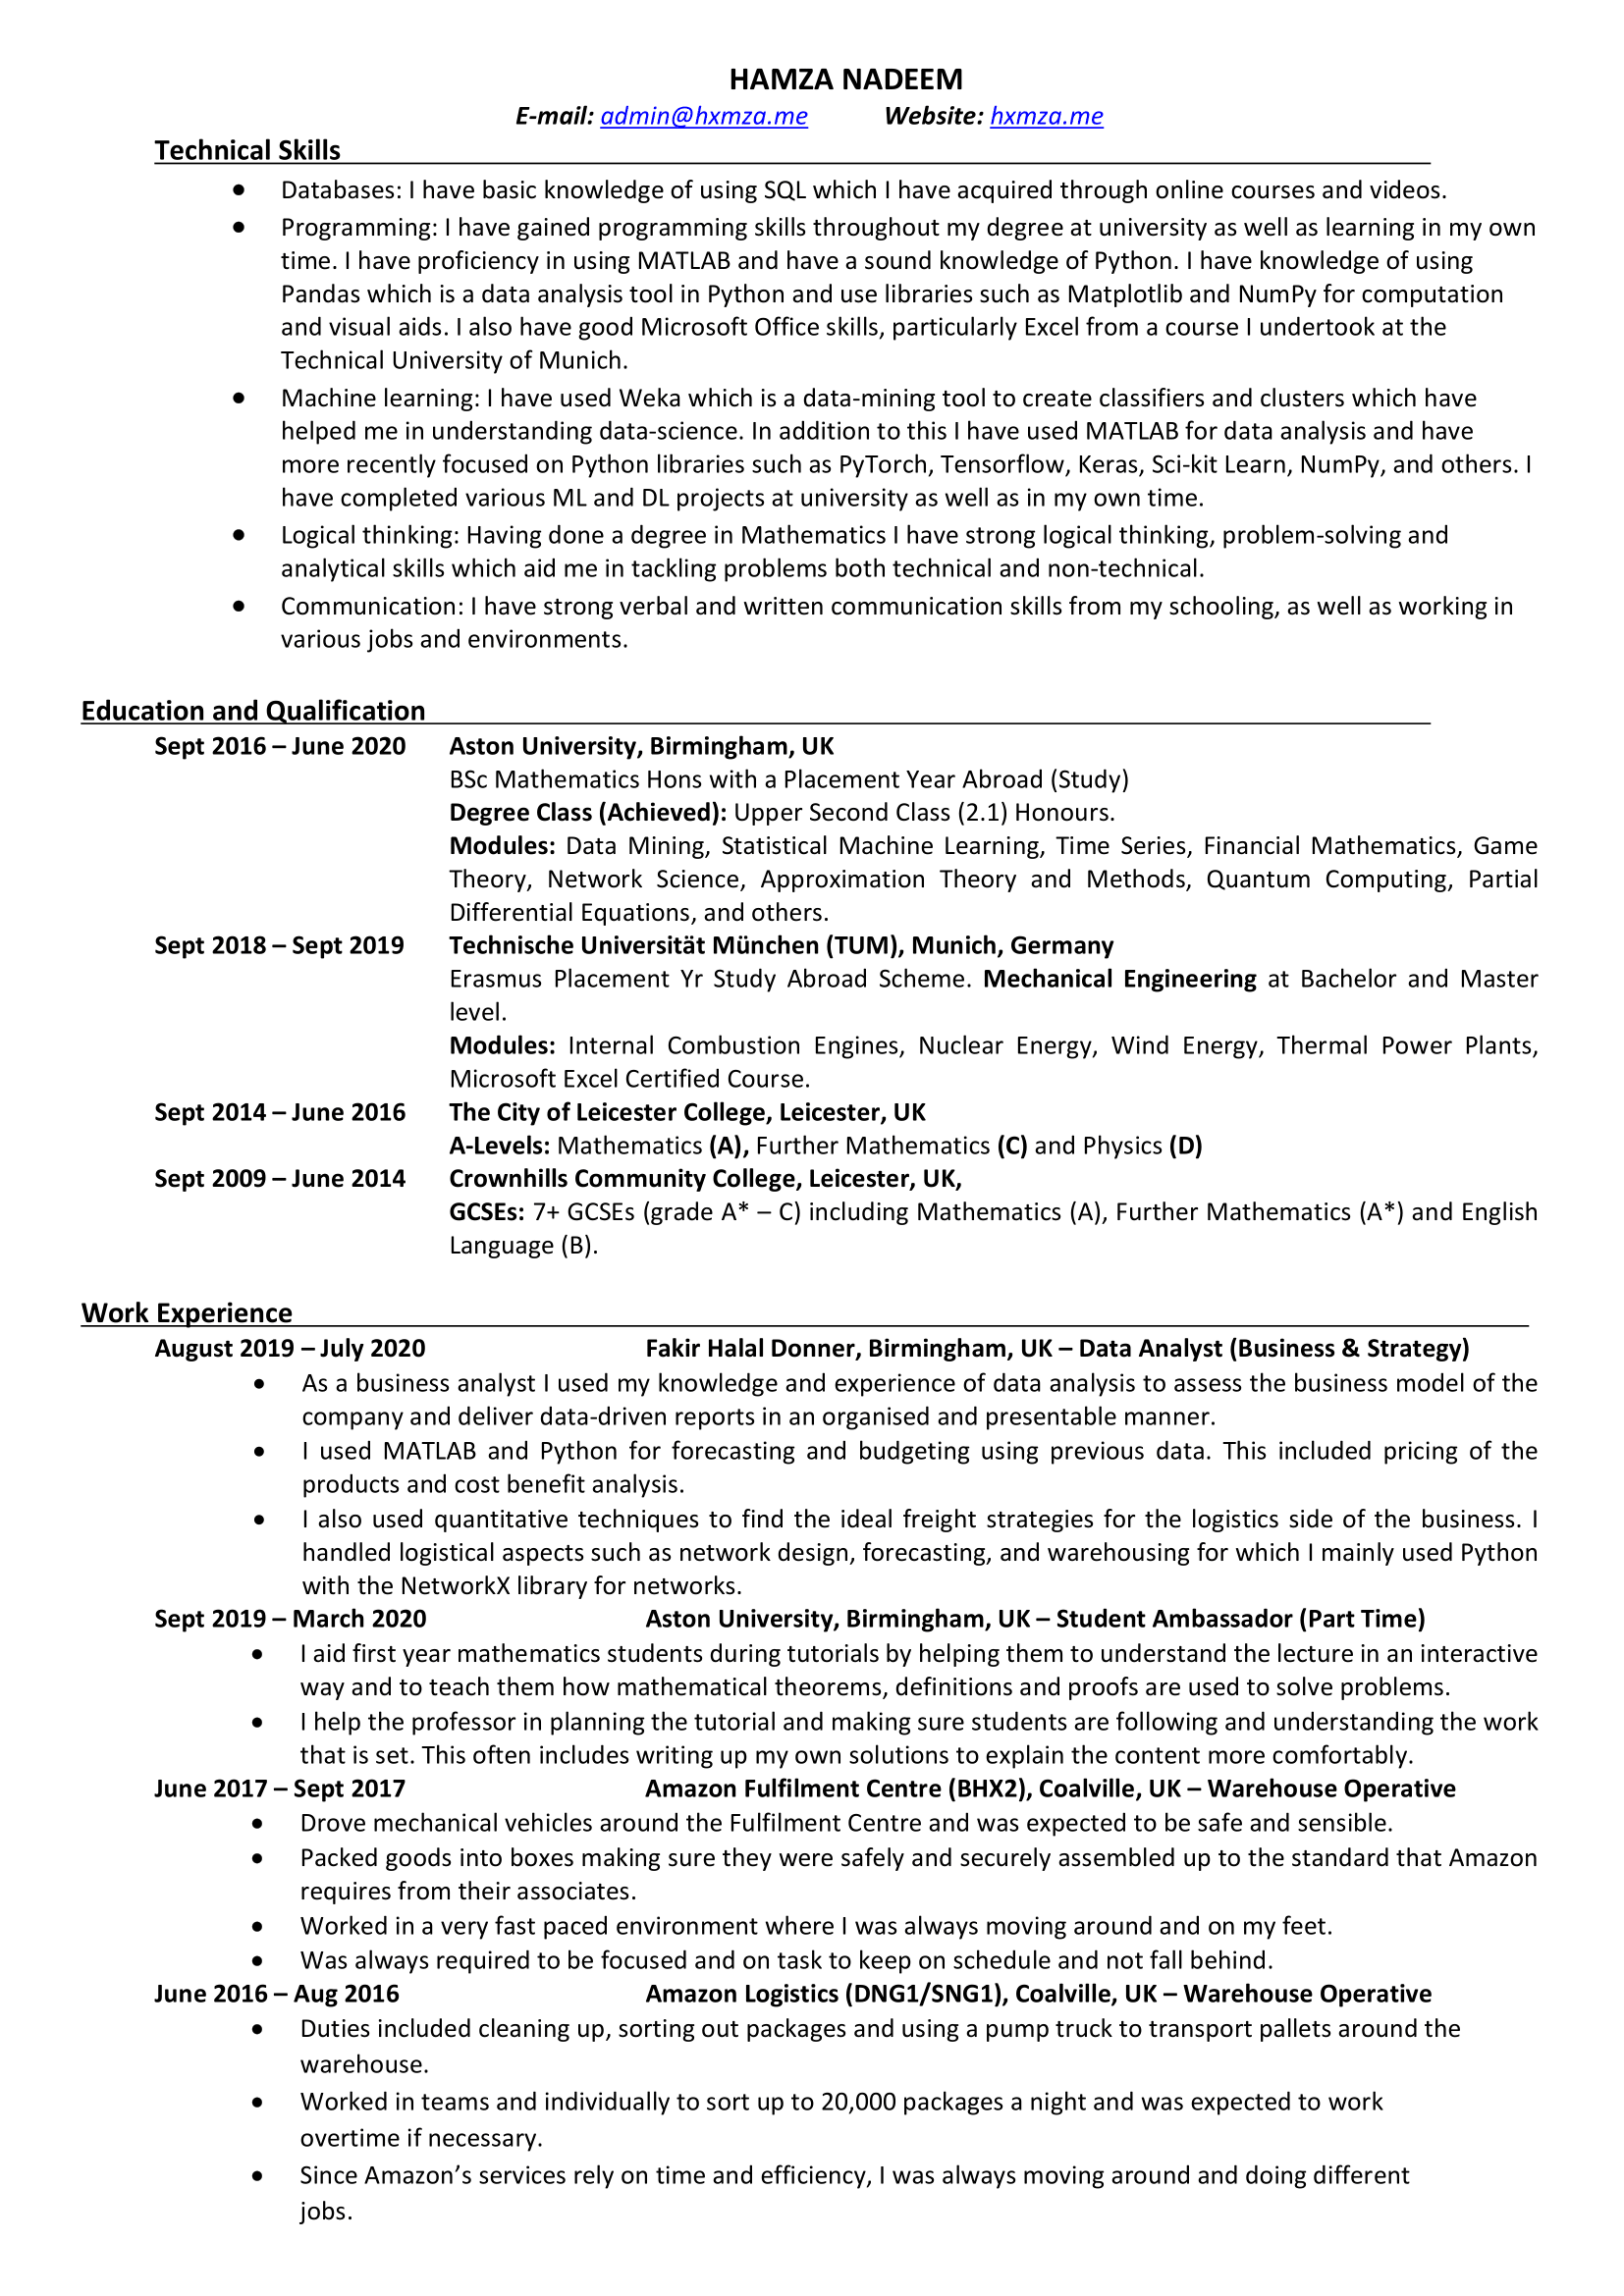 HAMZA NADEEM
E-mail: admin@hxmza.me Website: hxmza.me
Technical Skills
• Databases: I have basic knowledge of using SQL which I have acquired through online courses and videos.
• Programming: I have gained programming skills throughout my degree at university as well as learning in my own
time. I have proficiency in using MATLAB and have a sound knowledge of Python. I have knowledge of using
Pandas which is a data analysis tool in Python and use libraries such as Matplotlib and NumPy for computation
and visual aids. I also have good Microsoft Office skills, particularly Excel from a course I undertook at the
Technical University of Munich.
• Machine learning: I have used Weka which is a data-mining tool to create classifiers and clusters which have
helped me in understanding data-science. In addition to this I have used MATLAB for data analysis and have
more recently focused on Python libraries such as PyTorch, Tensorflow, Keras, Sci-kit Learn, NumPy, and others. I
have completed various ML and DL projects at university as well as in my own time.
• Logical thinking: Having done a degree in Mathematics I have strong logical thinking, problem-solving and
analytical skills which aid me in tackling problems both technical and non-technical.
• Communication: I have strong verbal and written communication skills from my schooling, as well as working in
various jobs and environments.
Education and Qualification
Sept 2016 – June 2020 Aston University, Birmingham, UK
BSc Mathematics Hons with a Placement Year Abroad (Study)
Degree Class (Achieved): Upper Second Class (2.1) Honours.
Modules: Data Mining, Statistical Machine Learning, Time Series, Financial Mathematics, Game
Theory, Network Science, Approximation Theory and Methods, Quantum Computing, Partial
Differential Equations, and others.
Sept 2018 – Sept 2019 Technische Universität München (TUM), Munich, Germany
Erasmus Placement Yr Study Abroad Scheme. Mechanical Engineering at Bachelor and Master
level.
Modules: Internal Combustion Engines, Nuclear Energy, Wind Energy, Thermal Power Plants,
Microsoft Excel Certified Course.
Sept 2014 – June 2016 The City of Leicester College, Leicester, UK
A-Levels: Mathematics (A), Further Mathematics (C) and Physics (D)
Sept 2009 – June 2014 Crownhills Community College, Leicester, UK,
GCSEs: 7+ GCSEs (grade A* – C) including Mathematics (A), Further Mathematics (A*) and English
Language (B).
Work Experience
August 2019 – July 2020 Fakir Halal Donner, Birmingham, UK – Data Analyst (Business & Strategy)
• As a business analyst I used my knowledge and experience of data analysis to assess the business model of the
company and deliver data-driven reports in an organised and presentable manner.
• I used MATLAB and Python for forecasting and budgeting using previous data. This included pricing of the
products and cost benefit analysis.
• I also used quantitative techniques to find the ideal freight strategies for the logistics side of the business. I
handled logistical aspects such as network design, forecasting, and warehousing for which I mainly used Python
with the NetworkX library for networks.
Sept 2019 – March 2020 Aston University, Birmingham, UK – Student Ambassador (Part Time)
• I aid first year mathematics students during tutorials by helping them to understand the lecture in an interactive
way and to teach them how mathematical theorems, definitions and proofs are used to solve problems.
• I help the professor in planning the tutorial and making sure students are following and understanding the work
that is set. This often includes writing up my own solutions to explain the content more comfortably.
June 2017 – Sept 2017 Amazon Fulfilment Centre (BHX2), Coalville, UK – Warehouse Operative
• Drove mechanical vehicles around the Fulfilment Centre and was expected to be safe and sensible.
• Packed goods into boxes making sure they were safely and securely assembled up to the standard that Amazon
requires from their associates.
• Worked in a very fast paced environment where I was always moving around and on my feet.
• Was always required to be focused and on task to keep on schedule and not fall behind.
June 2016 – Aug 2016 Amazon Logistics (DNG1/SNG1), Coalville, UK – Warehouse Operative
• Duties included cleaning up, sorting out packages and using a pump truck to transport pallets around the
warehouse.
• Worked in teams and individually to sort up to 20,000 packages a night and was expected to work
overtime if necessary.
• Since Amazon’s services rely on time and efficiency, I was always moving around and doing different
jobs.